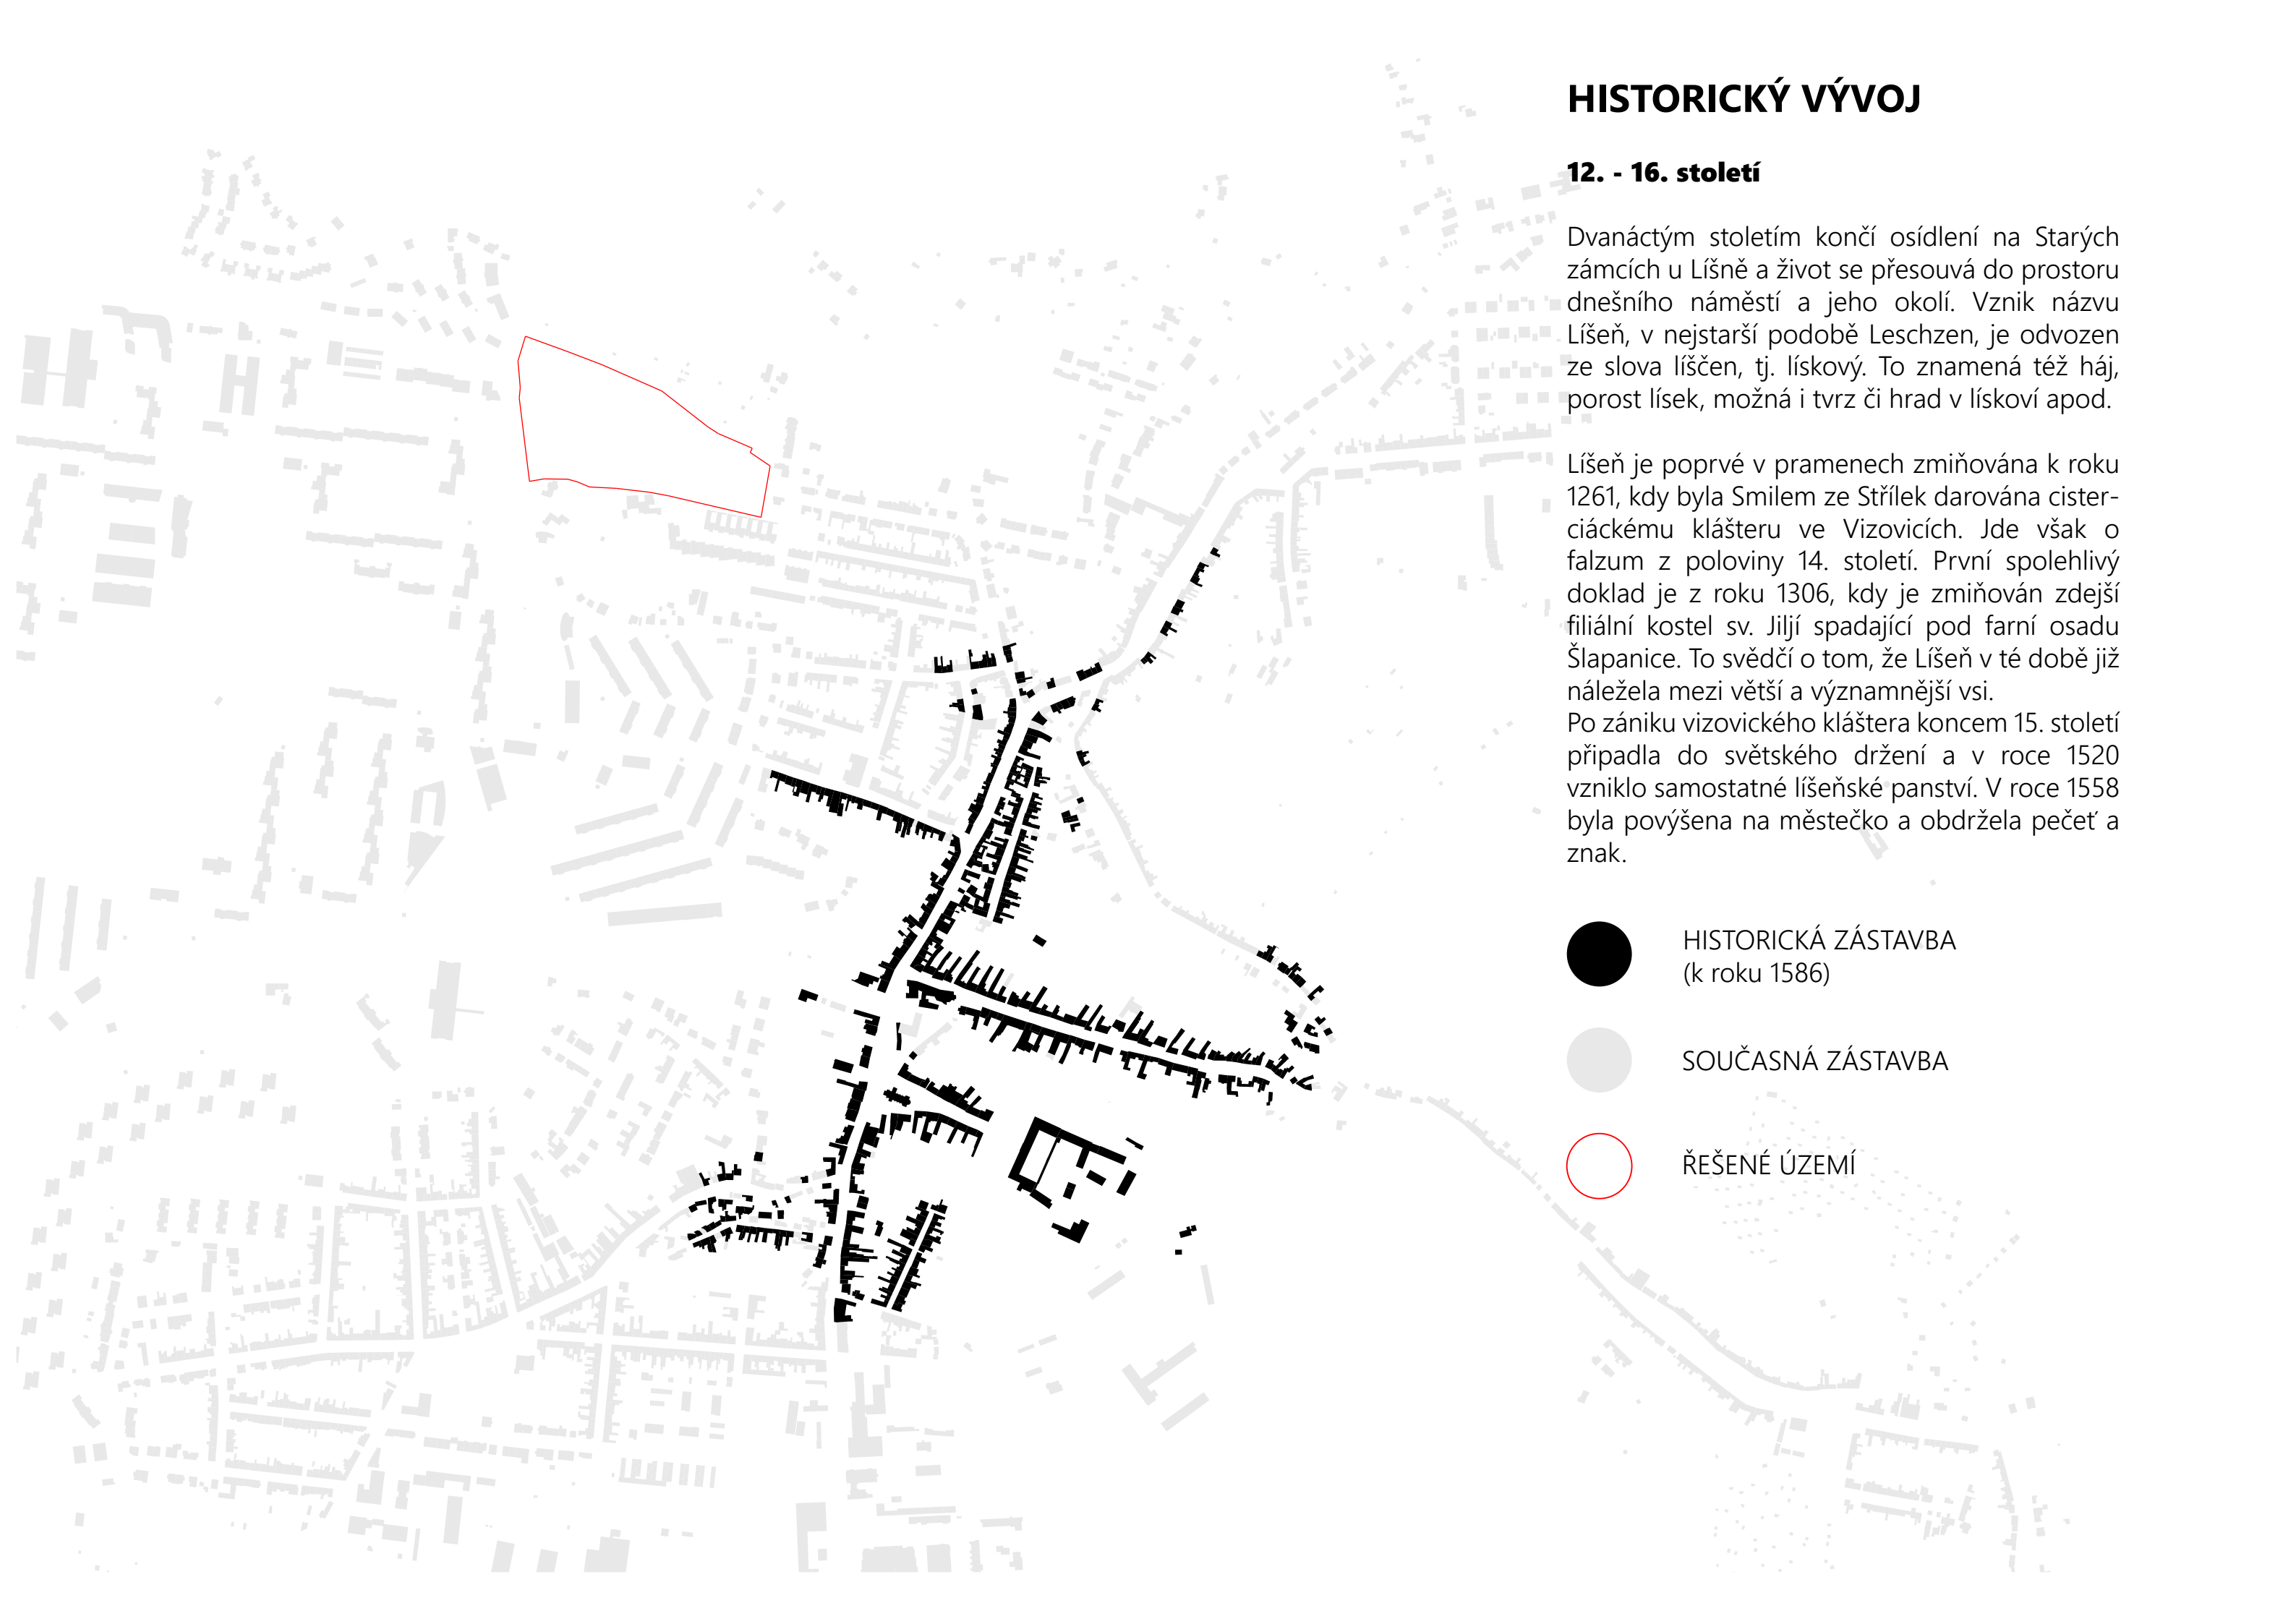 HISTORICKÝ VÝVOJ
12. - 16. století
Dvanáctým stoletím končí osídlení na Starých
zámcích u Líšně a život se přesouvá do prostoru
dnešního náměstí a jeho okolí. Vznik názvu
Líšeň, v nejstarší podobě Leschzen, je odvozen
ze slova líščen, tj. lískový. To znamená též háj,
porost lísek, možná i tvrz či hrad v lískoví apod.
Líšeň je poprvé v pramenech zmiňována k roku
1261, kdy byla Smilem ze Střílek darována cister-
ciáckému klášteru ve Vizovicích. Jde však o
falzum z poloviny 14. století. První spolehlivý
doklad je z roku 1306, kdy je zmiňován zdejší
filiální kostel sv. Jiljí spadající pod farní osadu
Šlapanice. To svědčí o tom, že Líšeň v té době již
náležela mezi větší a významnější vsi.
Po zániku vizovického kláštera koncem 15. století
připadla do světského držení a v roce 1520
vzniklo samostatné líšeňské panství. V roce 1558
byla povýšena na městečko a obdržela pečeť a
znak.
HISTORICKÁ ZÁSTAVBA
(k roku 1586)
SOUČASNÁ ZÁSTAVBA
ŘEŠENÉ ÚZEMÍ